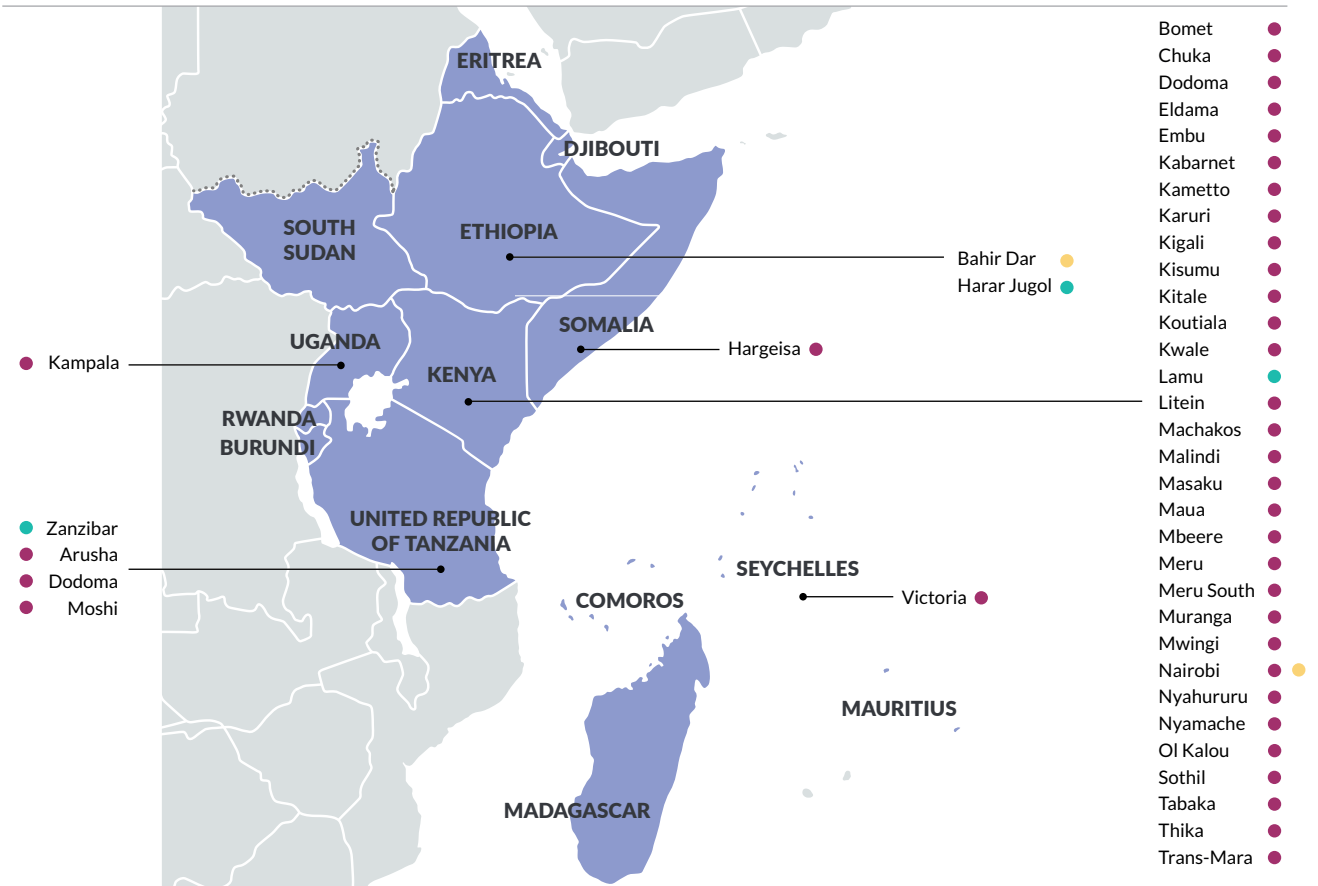 ERITREA
DJIBOUTI
SOUTH
SUDAN
ETHIOPIA
Bahir Dar
Harar Jugol
SOMALIA
UGANDA
Hargeisa
Kampala
KENYA
RWANDA
BURUNDI
Zanzibar
Arusha
Dodoma
Moshi
UNITED REPUBLIC
OF TANZANIA
SEYCHELLES
COMOROS
Victoria
MAURITIUS
MADAGASCAR
Bomet
Chuka
Dodoma
Eldama
Embu
Kabarnet
Kametto
Karuri
Kigali
Kisumu
Kitale
Koutiala
Kwale
Lamu
Litein
Machakos
Malindi
Masaku
Maua
Mbeere
Meru
Meru South
Muranga
Mwingi
Nairobi
Nyahururu
Nyamache
Ol Kalou
Sothil
Tabaka
Thika
Trans-Mara